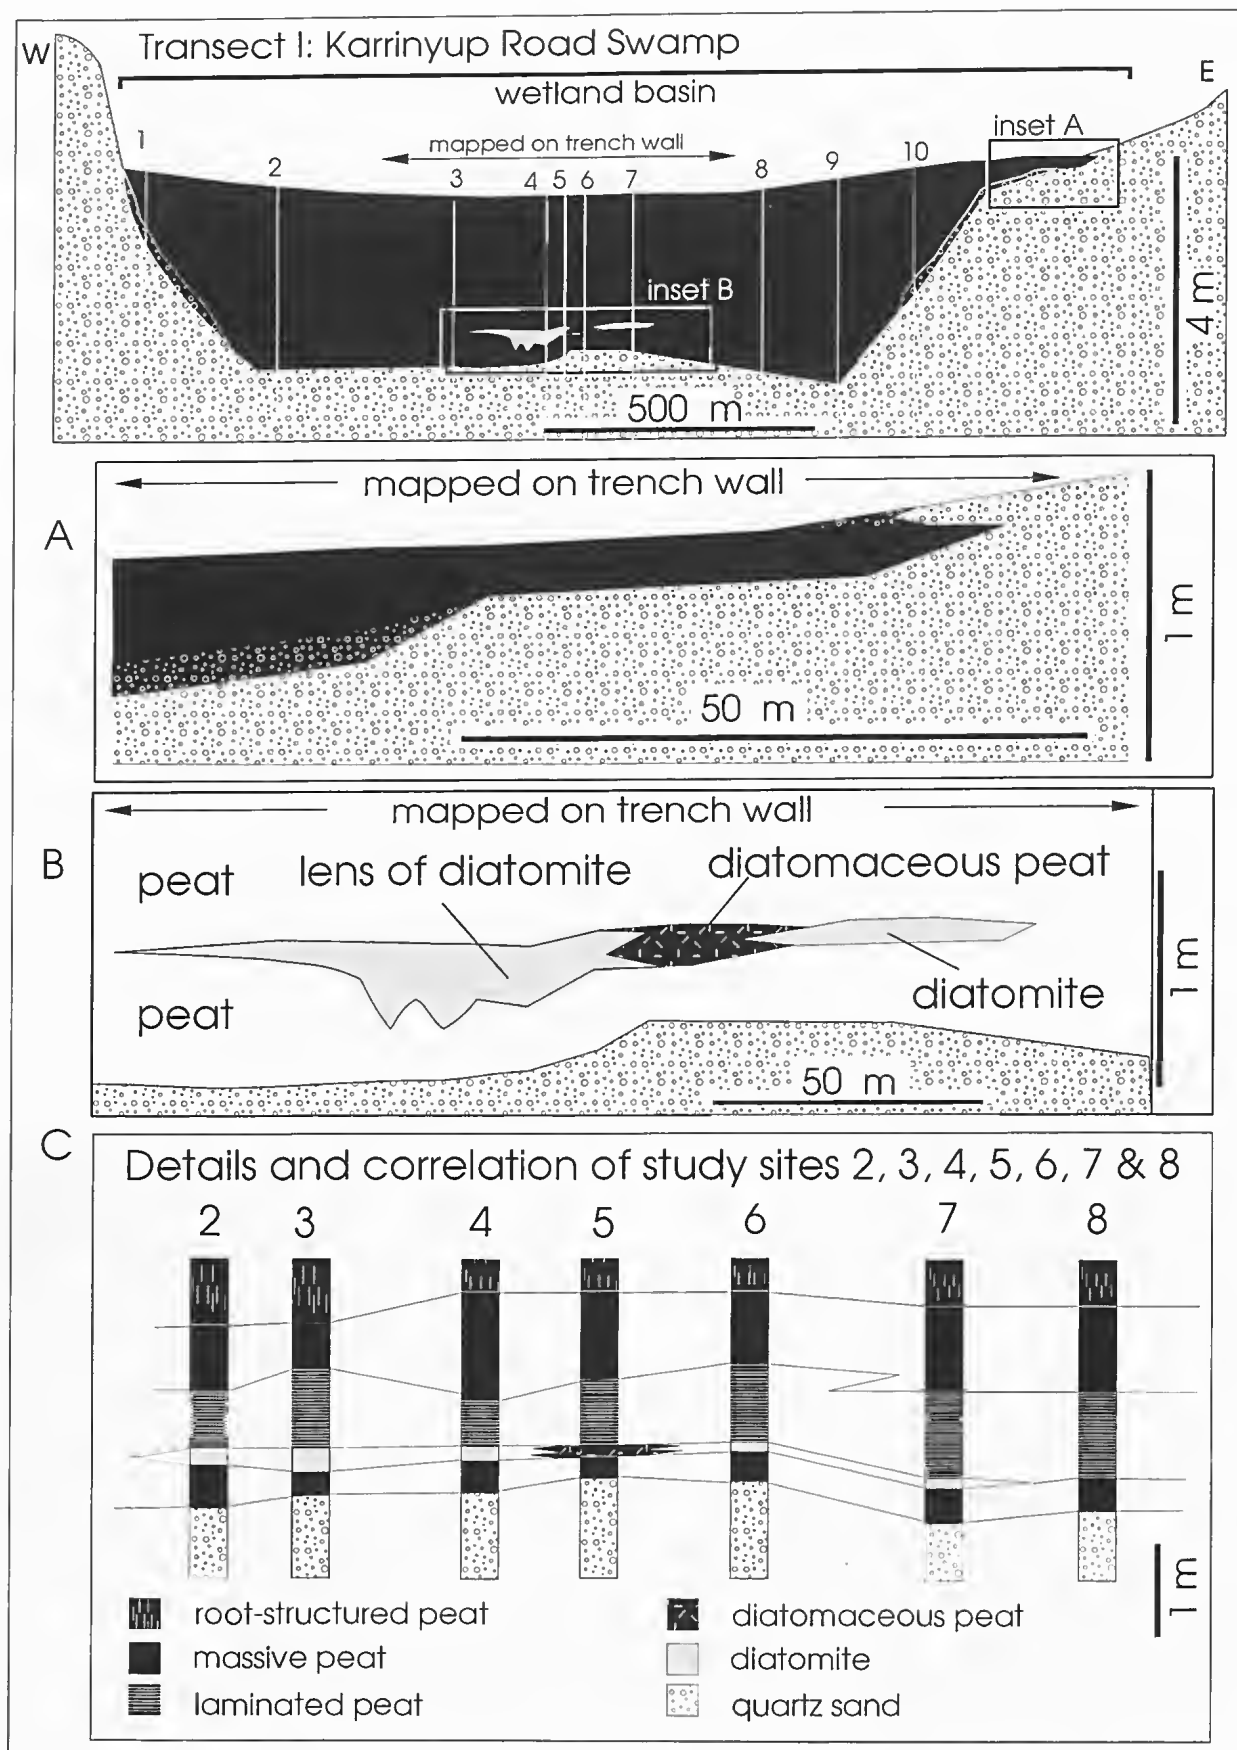 Transect I: Karrinyup Road Swamp
W
E
wetland basin
inset A
mapped on trench wall
1
2
3
4
5
6
7
8
9
10
inset B
4 m
500 m
A
mapped on trench wall
50 m
1 m
B
mapped on trench wall
peat
lens of diatomite
diatomaceous peat
peat
diatomite
50 m
1 m
C
Details and correlation of study sites 2, 3, 4, 5, 6, 7 & 8
2 3 4 5 6 7 8
1 m
root-structured peat
massive peat
laminated peat
diatomaceous peat
diatomite
quartz sand